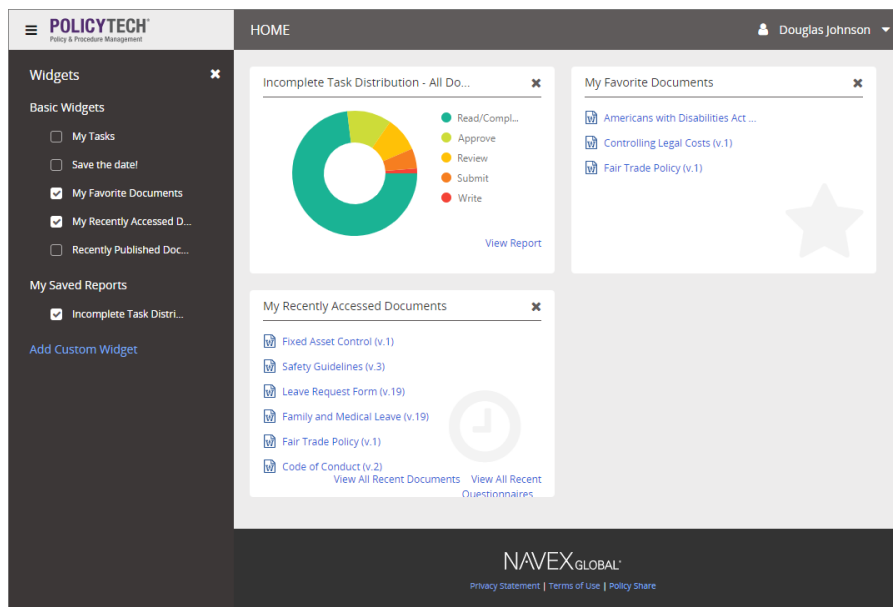 POLICYTECH®
Policy & Procedure Management
HOME
Douglas Johnson
Widgets
Basic Widgets
My Tasks
Save the date!
My Favorite Documents
My Recently Accessed D...
Recently Published Doc...
My Saved Reports
Incomplete Task Distri...
Add Custom Widget
Incomplete Task Distribution - All Do...
Read/Compl...
Approve
Review
Submit
Write
View Report
My Favorite Documents
Americans with Disabilities Act ...
Controlling Legal Costs (v.1)
Fair Trade Policy (v.1)
My Recently Accessed Documents
Fixed Asset Control (v.1)
Safety Guidelines (v.3)
Leave Request Form (v.19)
Family and Medical Leave (v.19)
Fair Trade Policy (v.1)
Code of Conduct (v.2)
View All Recent Documents View All Recent
Questionnaires
NAVEX GLOBAL®
Privacy Statement | Terms of Use | Policy Share